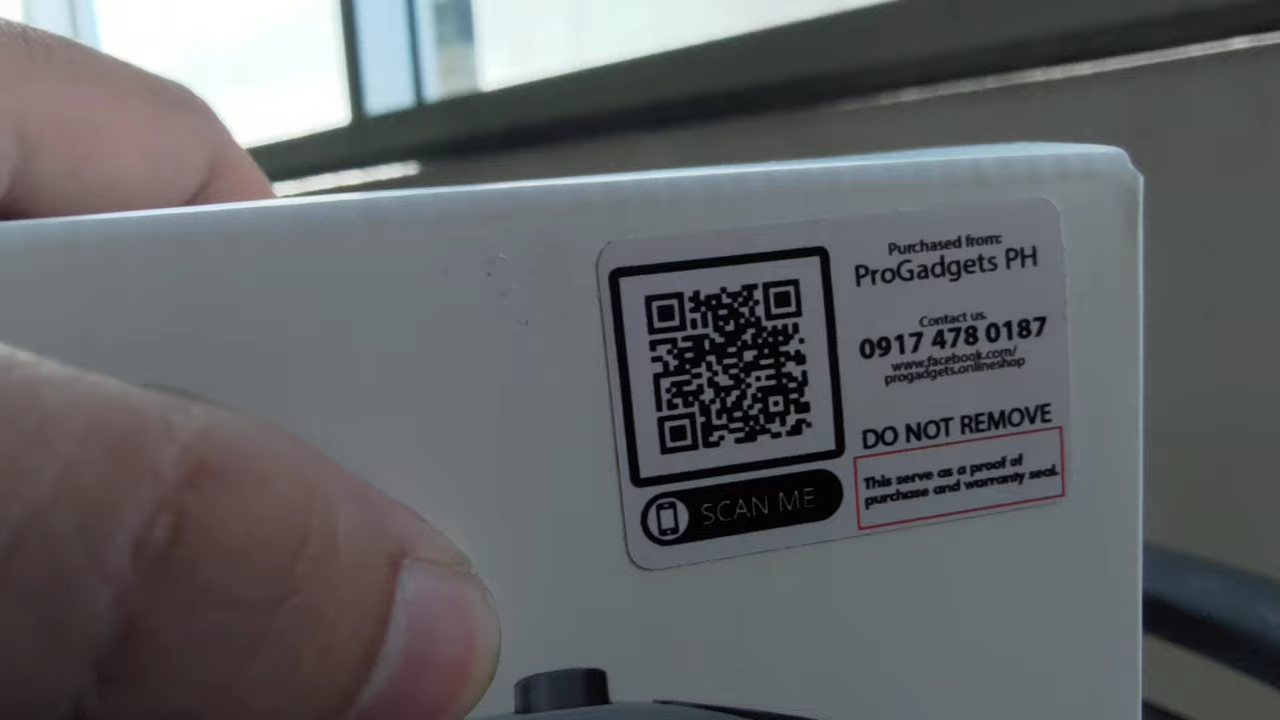 Purchased from:
ProGadgets PH
Contact us.
0917 478 0187
www.facebook.com/
progadgets.onlineshop
DO NOT REMOVE
This serve as a proof of
purchase and warranty seal.
SCAN ME